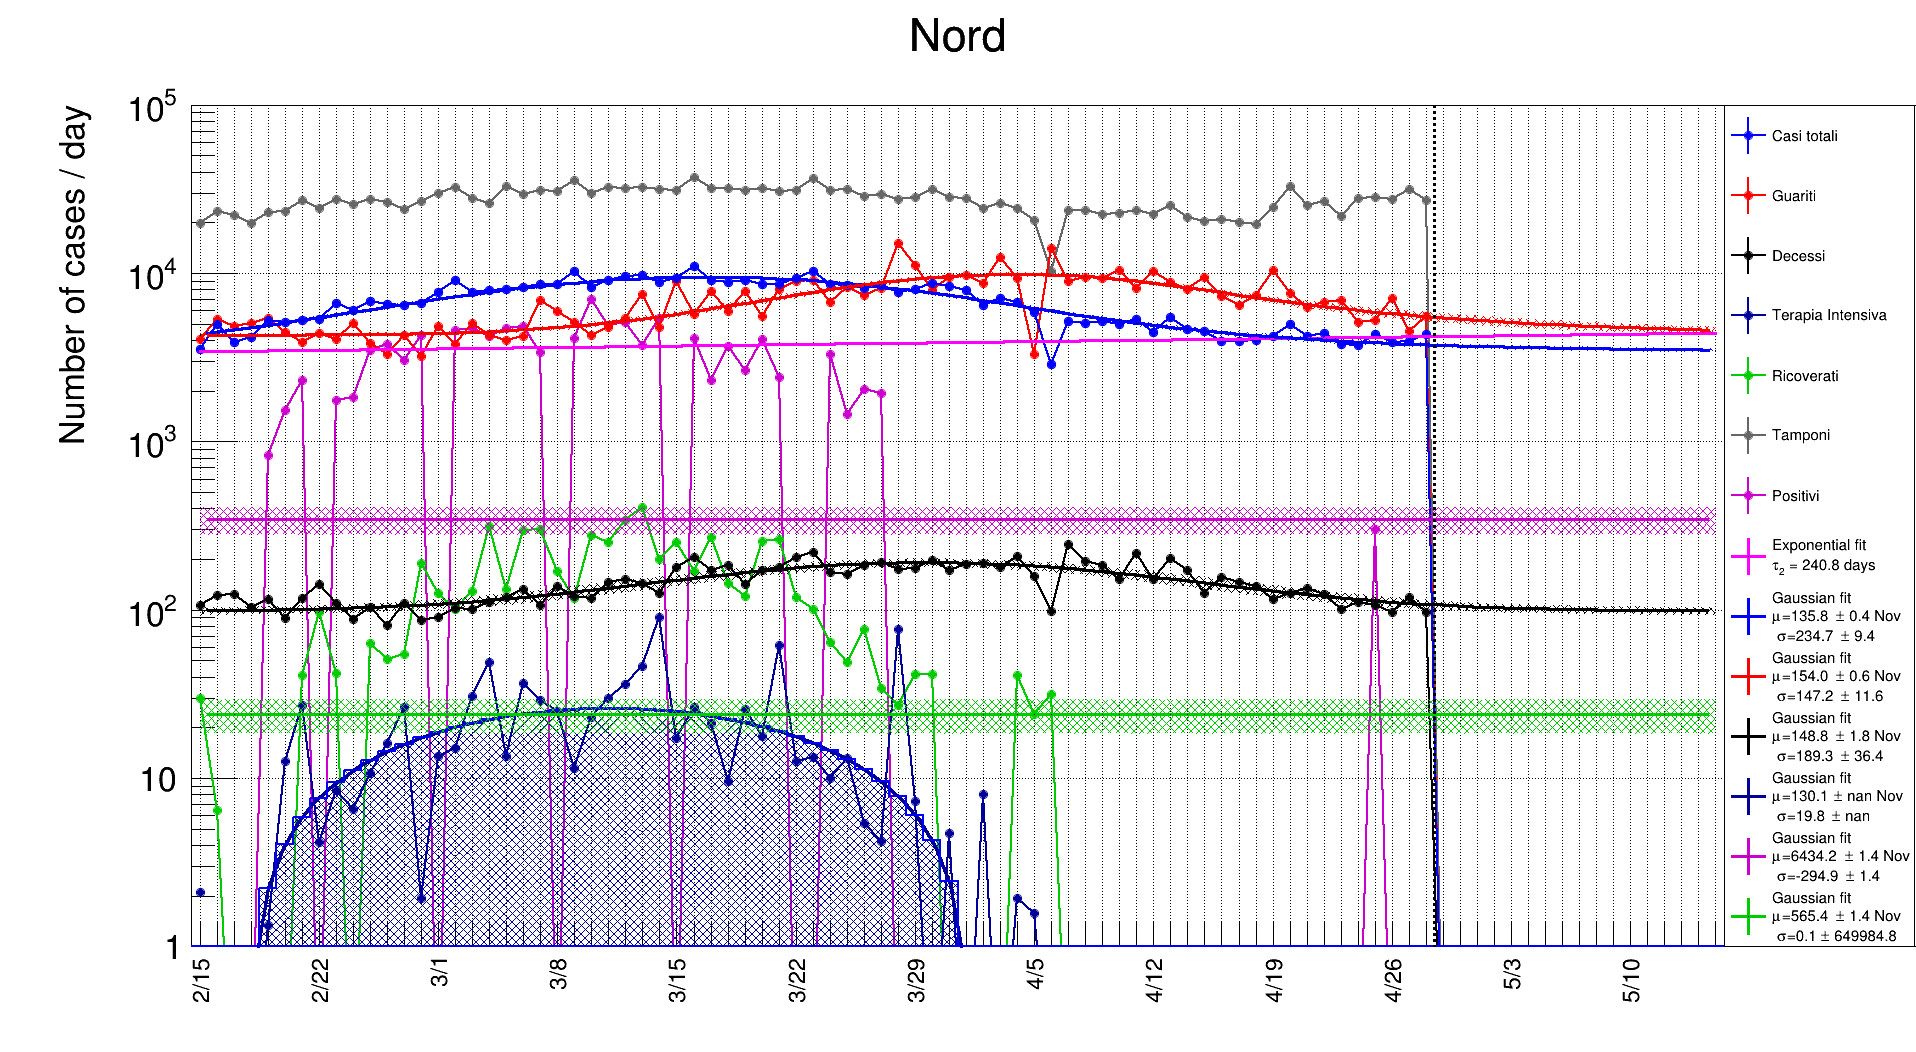 Nord
Number of cases / day
10^5
10^4
10^3
10^2
10
1
2/15
2/22
3/1
3/8
3/15
3/22
3/29
4/5
4/12
4/19
4/26
5/3
5/10
Casi totali
Guariti
Decessi
Terapia Intensiva
Ricoverati
Tamponi
Positivi
Exponential fit
τ₂ = 240.8 days
Gaussian fit
μ=135.8 ± 0.4 Nov
σ=234.7 ± 9.4
Gaussian fit
μ=154.0 ± 0.6 Nov
σ=147.2 ± 11.6
Gaussian fit
μ=148.8 ± 1.8 Nov
σ=189.3 ± 36.4
Gaussian fit
μ=130.1 ± nan Nov
σ=19.8 ± nan
Gaussian fit
μ=6434.2 ± 1.4 Nov
σ=-294.9 ± 1.4
Gaussian fit
μ=565.4 ± 1.4 Nov
σ=0.1 ± 649984.8